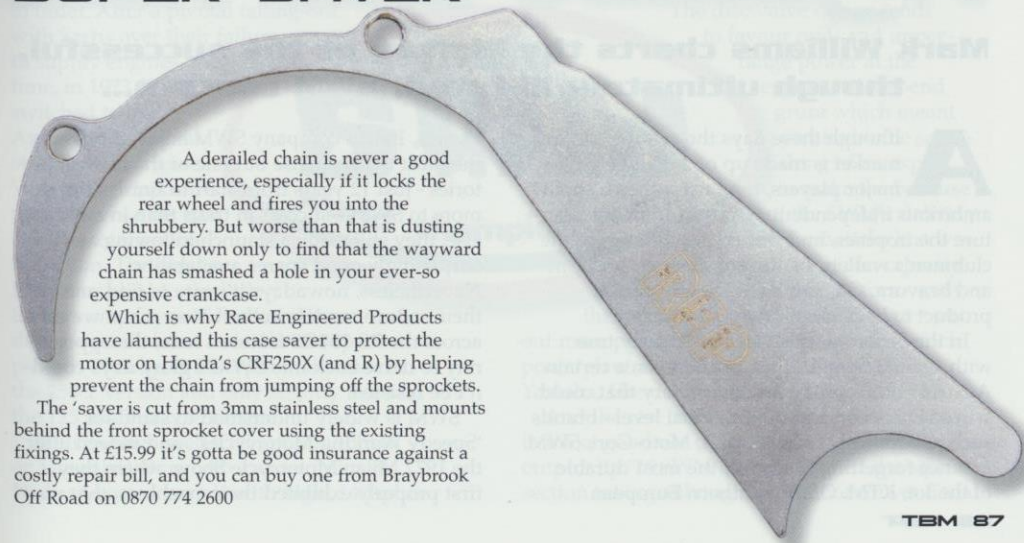 A derailed chain is never a good
experience, especially if it locks the
rear wheel and fires you into the
shrubbery. But worse than that is dusting
yourself down only to find that the wayward
chain has smashed a hole in your ever-so
expensive crankcase.
Which is why Race Engineered Products
have launched this case saver to protect the
motor on Honda's CRF250X (and R) by helping
prevent the chain from jumping off the sprockets.
The 'saver is cut from 3mm stainless steel and mounts
behind the front sprocket cover using the existing
fixings. At £15.99 it's gotta be good insurance against a
costly repair bill, and you can buy one from Braybrook
Off Road on 0870 774 2600
TBM 87